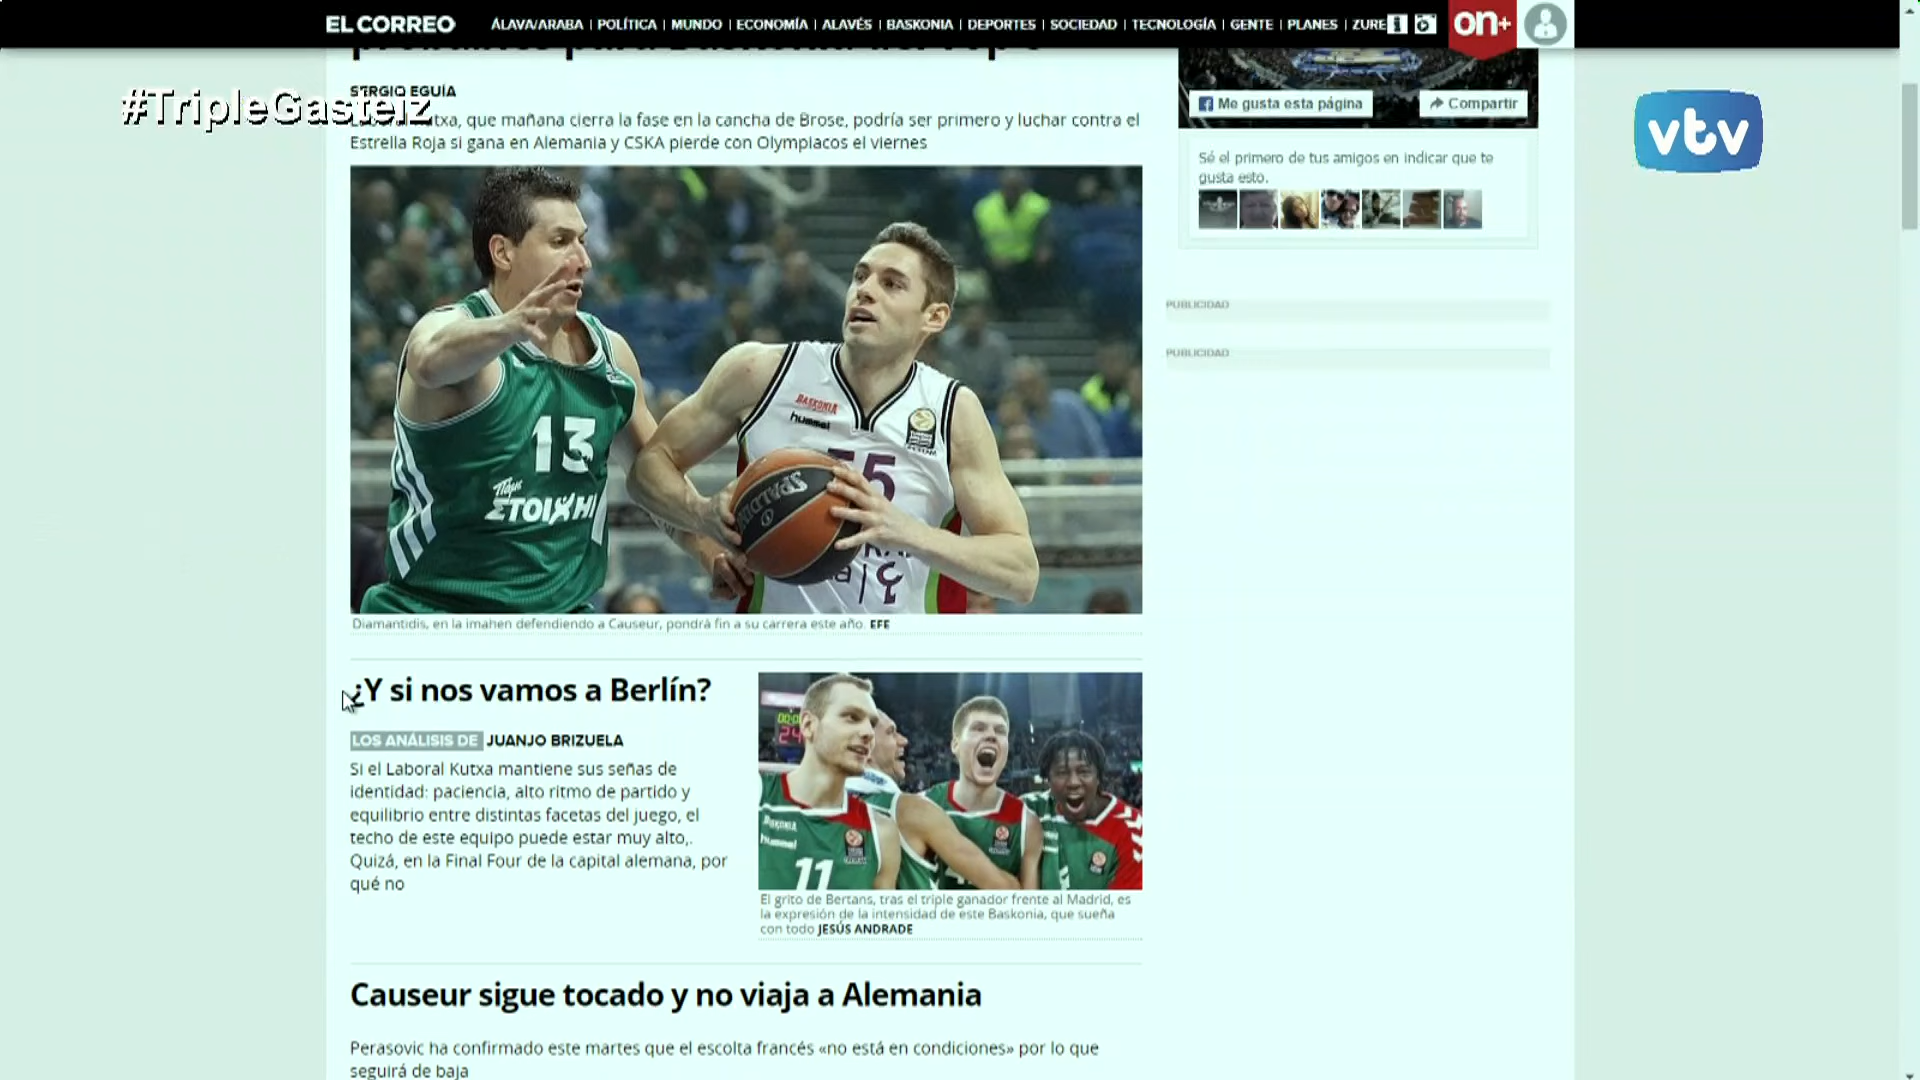 EL CORREO
ÁLAVA/ARABA | POLÍTICA | MUNDO | ECONOMÍA | ALAVÉS | BASKONIA | DEPORTES | SOCIEDAD | TECNOLOGÍA | GENTE | PLANES | ZURE
on+
#TripleGasteiz
vtv
SERGIO EGUÍA
que mañana cierra la fase en la cancha de Brose, podría ser primero y luchar contra el
Estrella Roja si gana en Alemania y CSKA pierde con Olympiacos el viernes
Me gusta esta página
Compartir
Sé el primero de tus amigos en indicar que te
gusta esto.
PUBLICIDAD
PUBLICIDAD
13
ΣΤΟΙΧΗΜ
BASKONIA
hummel
SPALDING
Diamantidis, en la imahen defendiendo a Causeur, pondrá fin a su carrera este año. EFE
¿Y si nos vamos a Berlín?
LOS ANÁLISIS DE JUANJO BRIZUELA
Si el Laboral Kutxa mantiene sus señas de
identidad: paciencia, alto ritmo de partido y
equilibrio entre distintas facetas del juego, el
techo de este equipo puede estar muy alto,.
Quizá, en la Final Four de la capital alemana, por
qué no
24
BASKONIA
hummel
11
El grito de Bertans, tras el triple ganador frente al Madrid, es
la expresión de la intensidad de este Baskonia, que sueña
con todo JESÚS ANDRADE
Causeur sigue tocado y no viaja a Alemania
Perasovic ha confirmado este martes que el escolta francés «no está en condiciones» por lo que
seguirá de baja